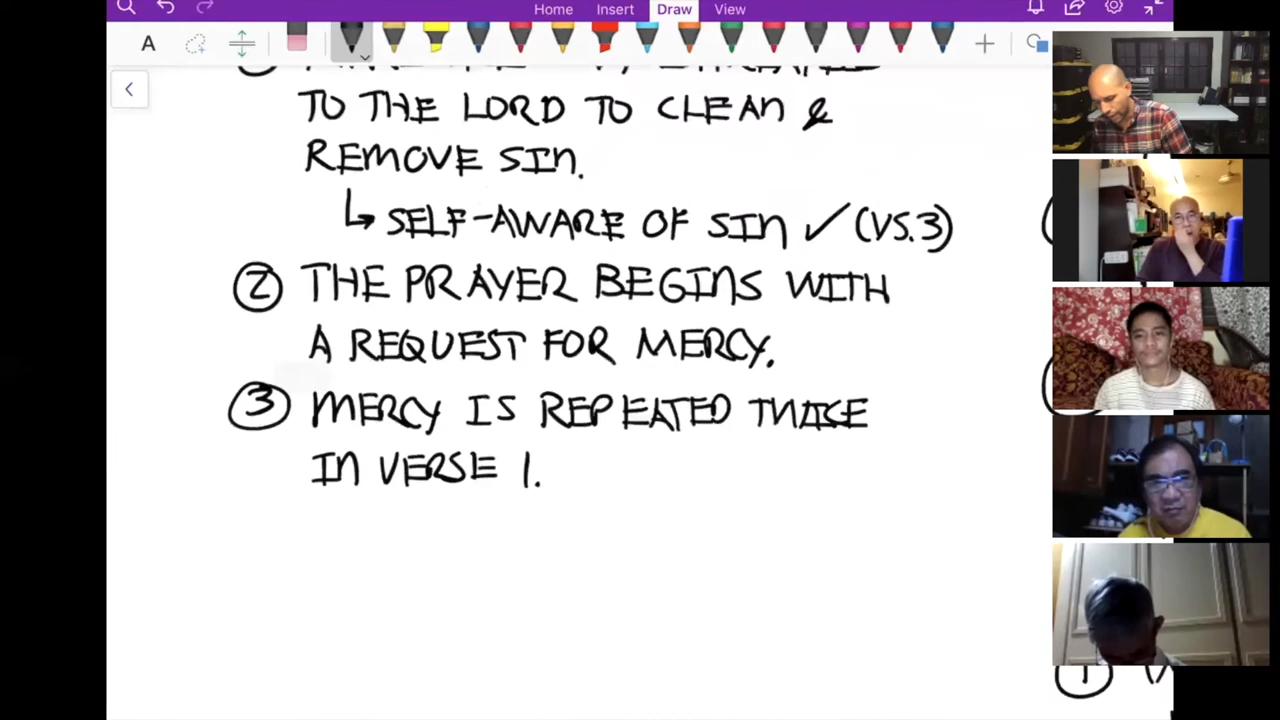 Home Insert Draw View
A
TO THE LORD TO CLEAN &
REMOVE SIN.
↳ SELF-AWARE OF SIN ✓ (VS.3)
② THE PRAYER BEGINS WITH
A REQUEST FOR MERCY.
③ MERCY IS REPEATED TWICE
IN VERSE 1.
①